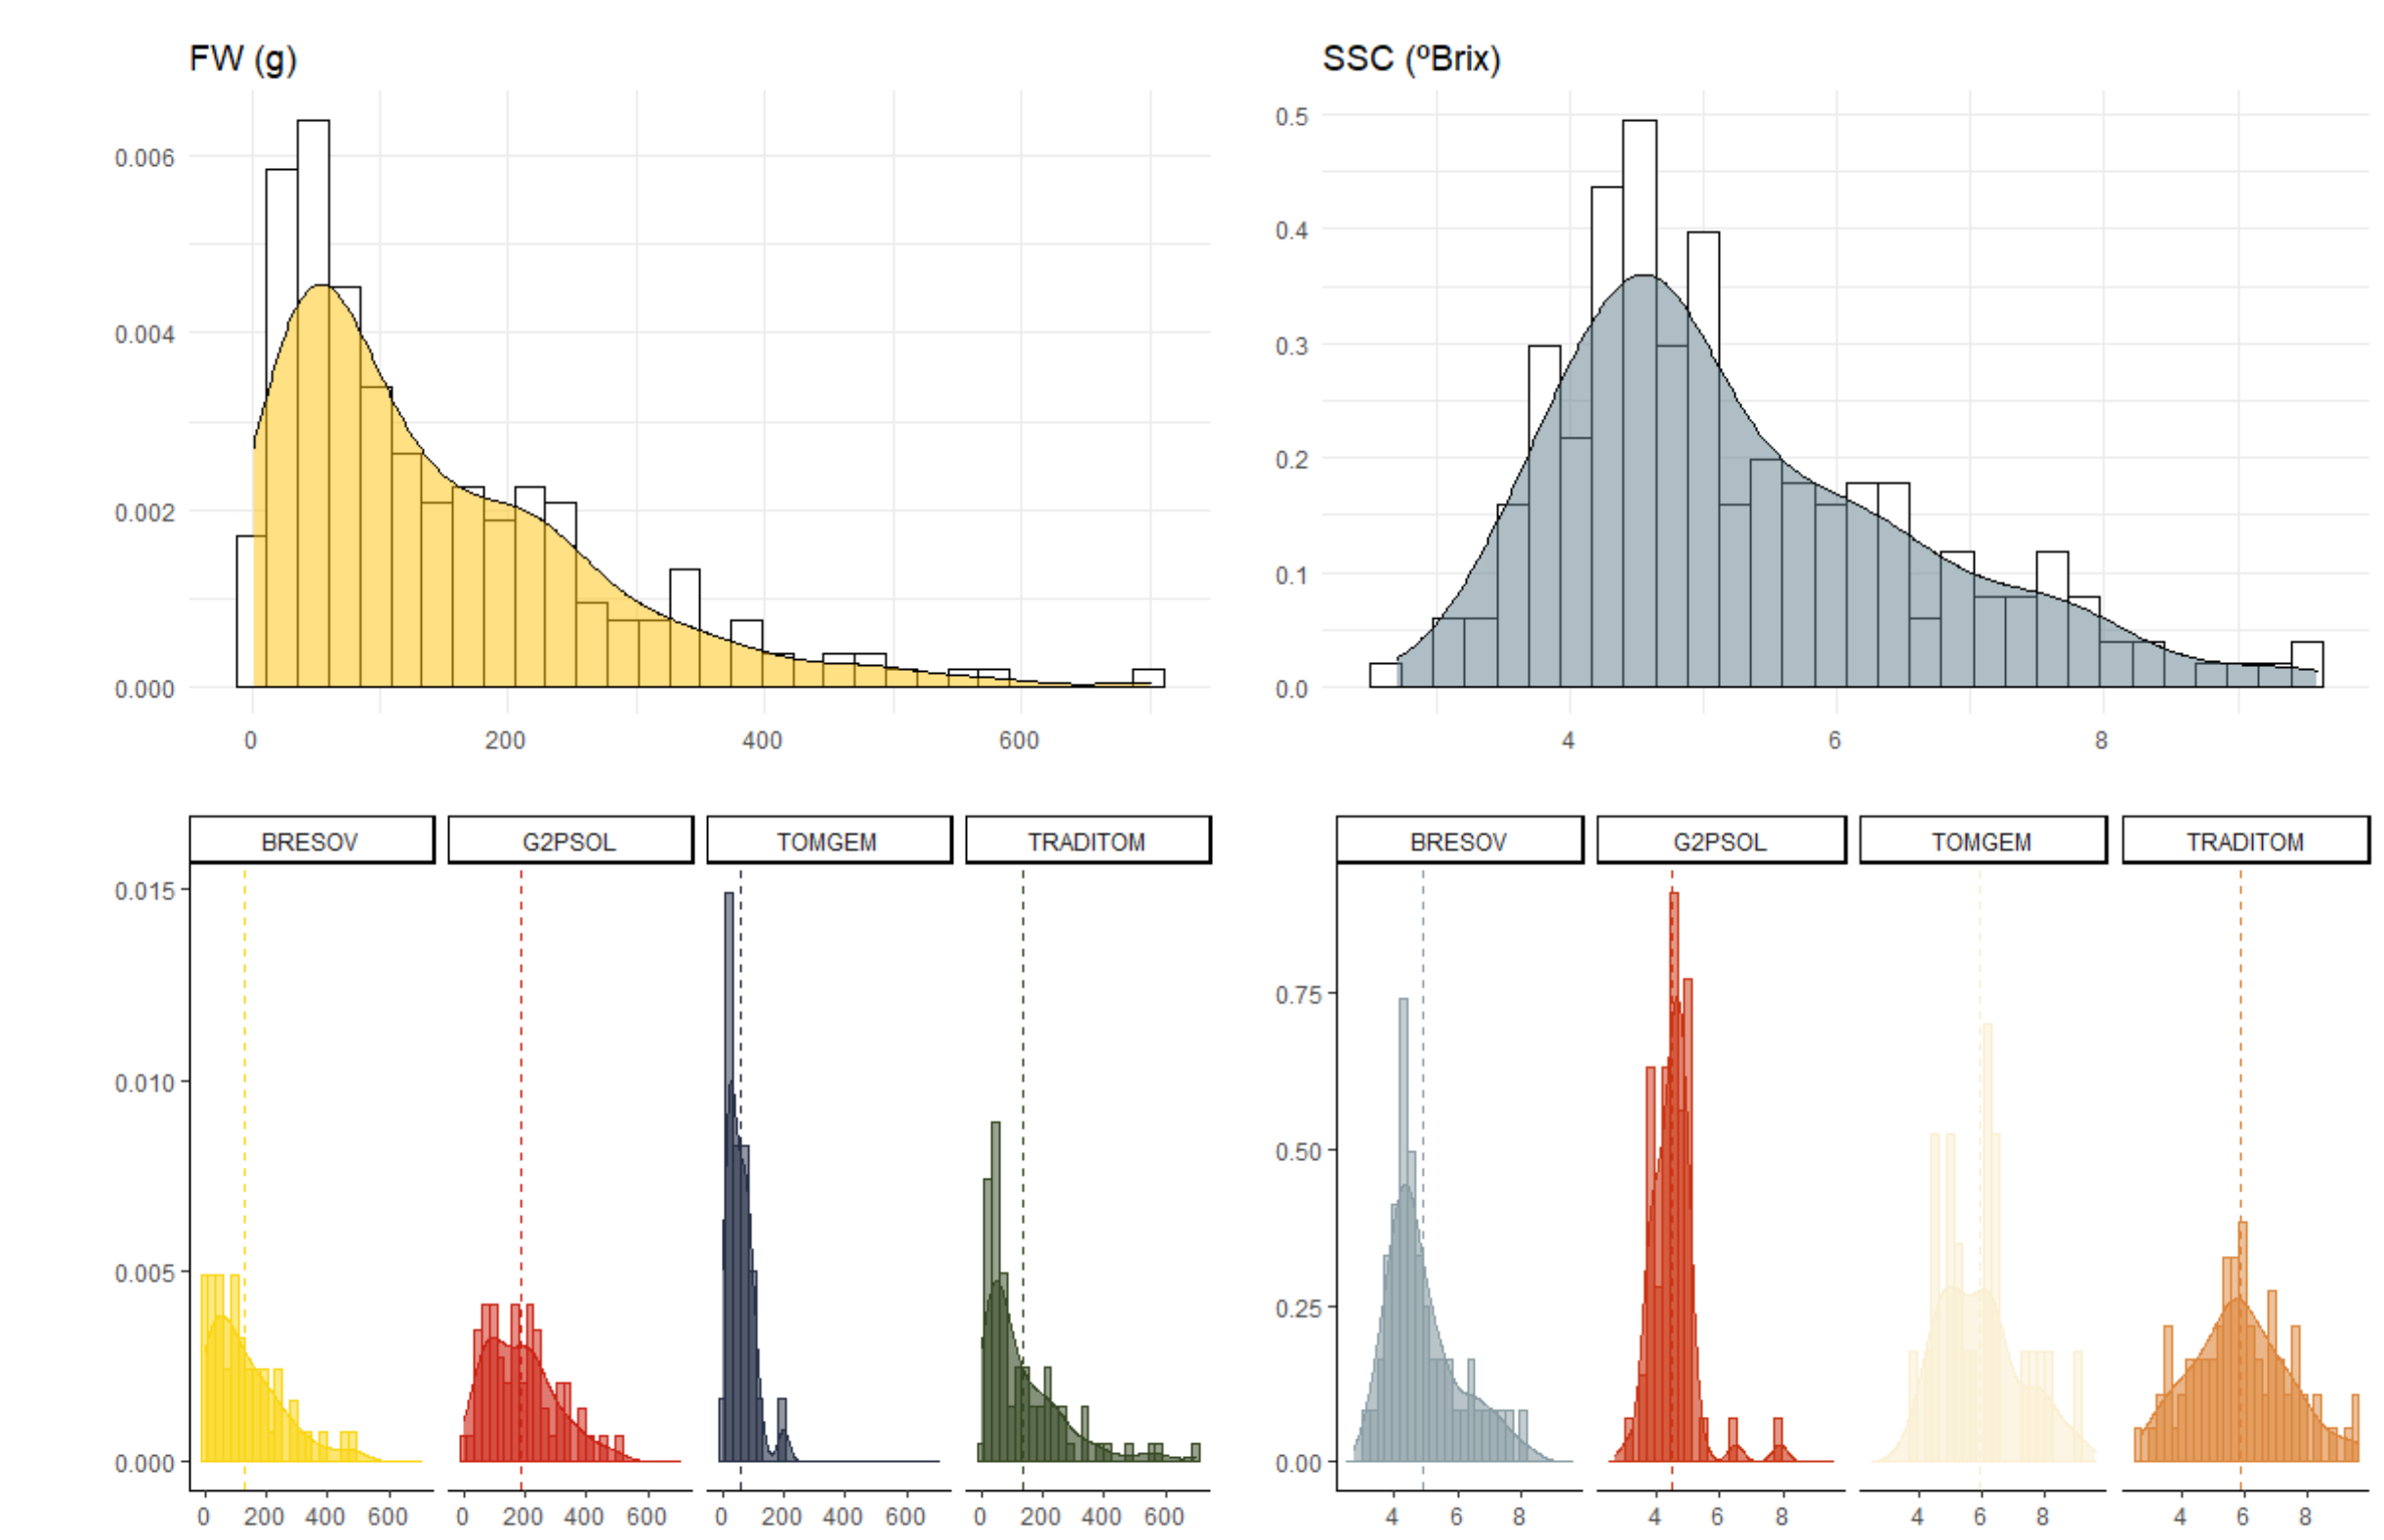 FW (g)
SSC (ºBrix)
0.006
0.004
0.002
0.000
0 200 400 600
0.5
0.4
0.3
0.2
0.1
0.0
4 6 8
BRESOV G2PSOL TOMGEM TRADITOM
0.015
0.010
0.005
0.000
0 200 400 600 0 200 400 600 0 200 400 600 0 200 400 600
BRESOV G2PSOL TOMGEM TRADITOM
0.75
0.50
0.25
0.00
4 6 8 4 6 8 4 6 8 4 6 8